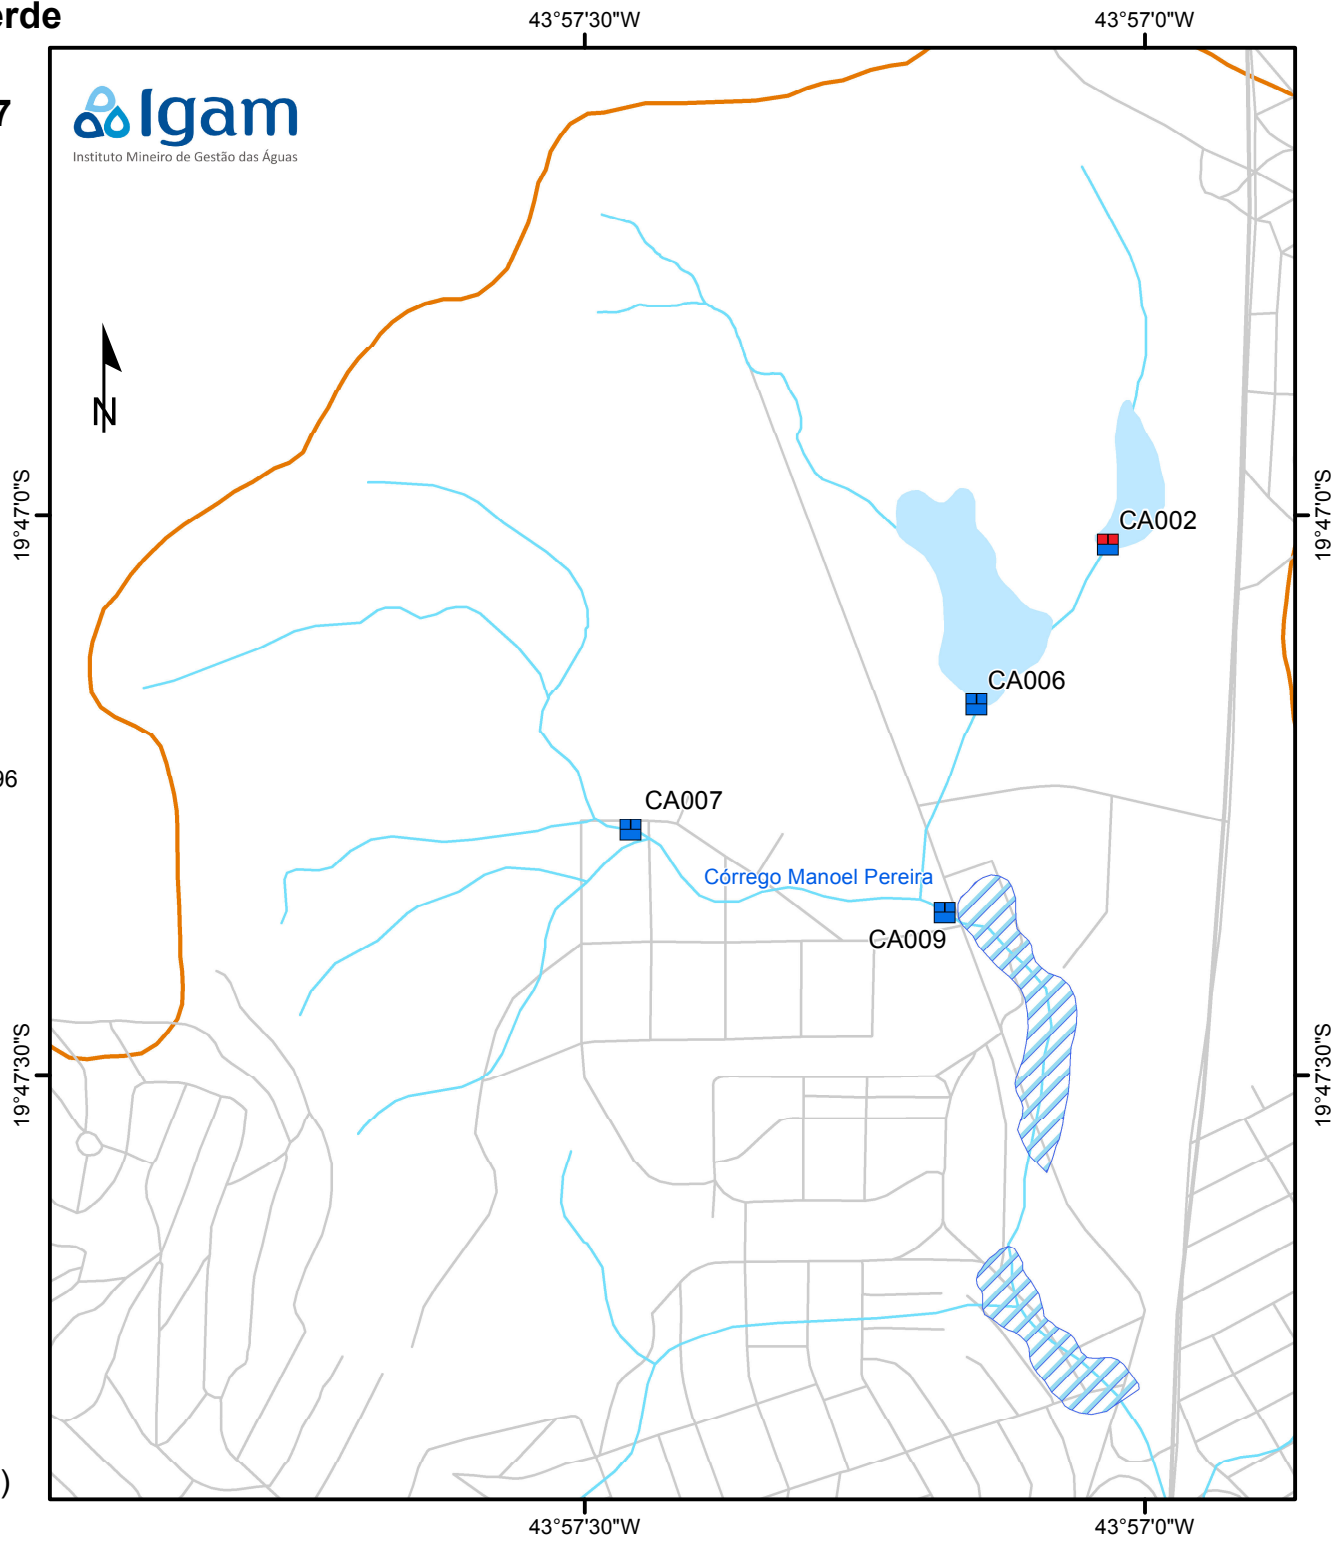 erde
43°57'30"W
43°57'0"W
7
Igam
Instituto Mineiro de Gestão das Águas
N
19°47'0"S
19°47'0"S
CA002
CA006
96
CA007
Córrego Manoel Pereira
CA009
19°47'30"S
19°47'30"S
)
43°57'30"W
43°57'0"W